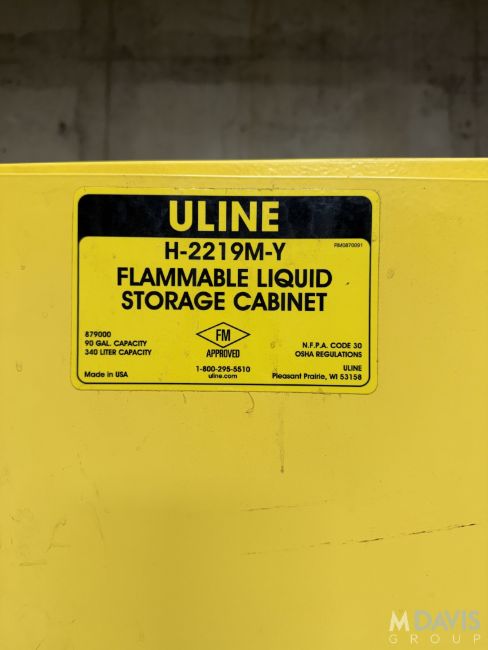 ULINE
H-2219M-Y
RM0870091
FLAMMABLE LIQUID
STORAGE CABINET
879000
90 GAL. CAPACITY
340 LITER CAPACITY
Made in USA
FM
APPROVED
1-800-295-5510
uline.com
N.F.P.A. CODE 30
OSHA REGULATIONS
ULINE
Pleasant Prairie, WI 53158
M DAVIS
GROUP